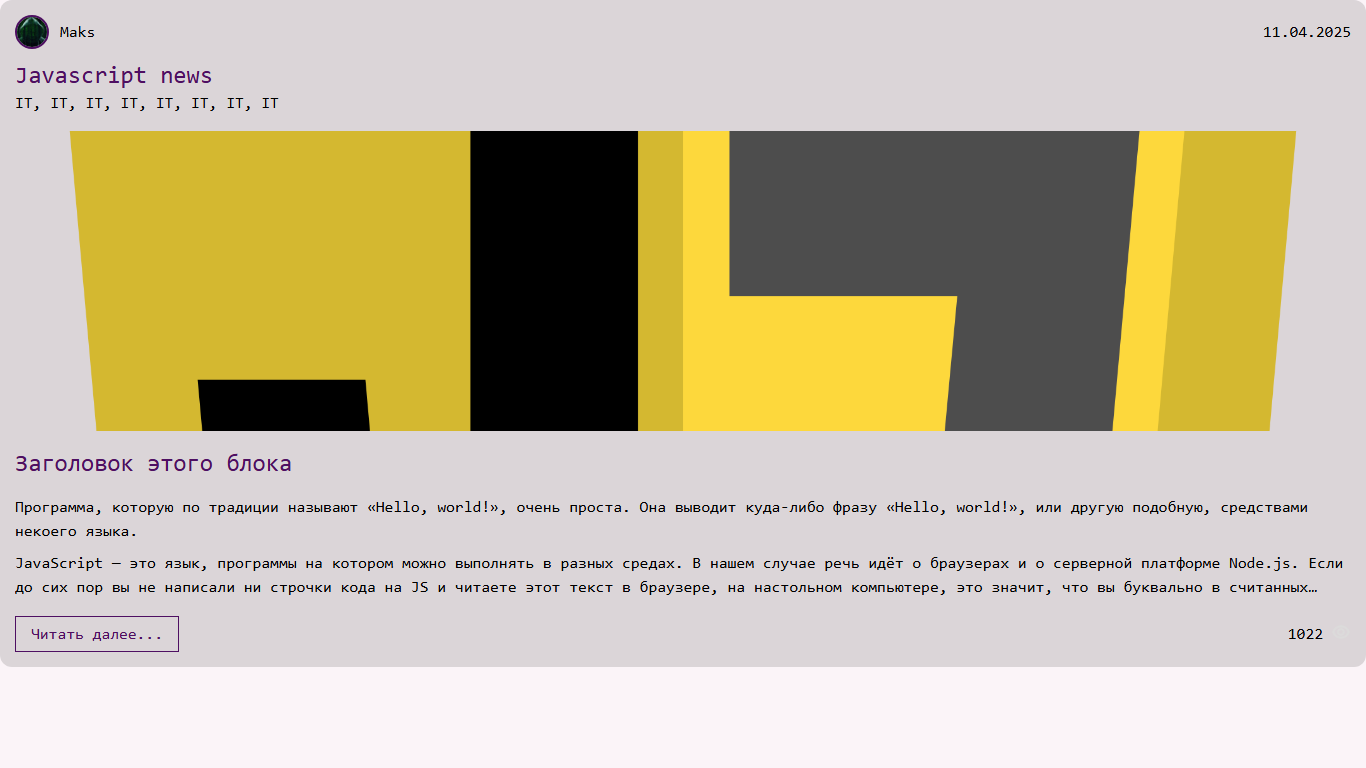 Maks
11.04.2025
Javascript news
IT, IT, IT, IT, IT, IT, IT, IT
Заголовок этого блока
Программа, которую по традиции называют «Hello, world!», очень проста. Она выводит куда-либо фразу «Hello, world!», или другую подобную, средствами
некоего языка.
JavaScript — это язык, программы на котором можно выполнять в разных средах. В нашем случае речь идёт о браузерах и о серверной платформе Node.js. Если
до сих пор вы не написали ни строчки кода на JS и читаете этот текст в браузере, на настольном компьютере, это значит, что вы буквально в считанных…
Читать далее...
1022